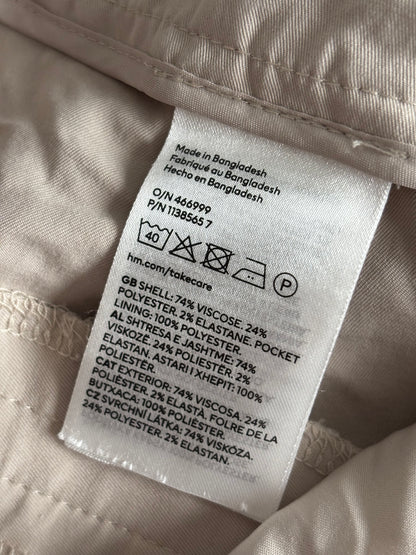 Made in Bangladesh
Fabriqué au Bangladesh
Hecho en Bangladesh
O/N 466999
P/N 1138565 7
40 P
hm.com/takecare
GB SHELL: 74% VISCOSE. 24%
POLYESTER. 2% ELASTANE. POCKET
LINING: 100% POLYESTER.
AL SHTRESA E JASHTME: 74%
VISKOZË. 24% POLIESTËR. 2%
ELASTAN. ASTARI I XHEPIT: 100%
POLIESTËR.
CAT EXTERIOR: 74% VISCOSA. 24%
POLIÈSTER. 2% ELASTÀ. FOLRE DE LA
BUTXACA: 100% POLIÈSTER.
CZ SVRCHNÍ LÁTKA: 74% VISKÓZA.
24% POLYESTER. 2% ELASTAN.